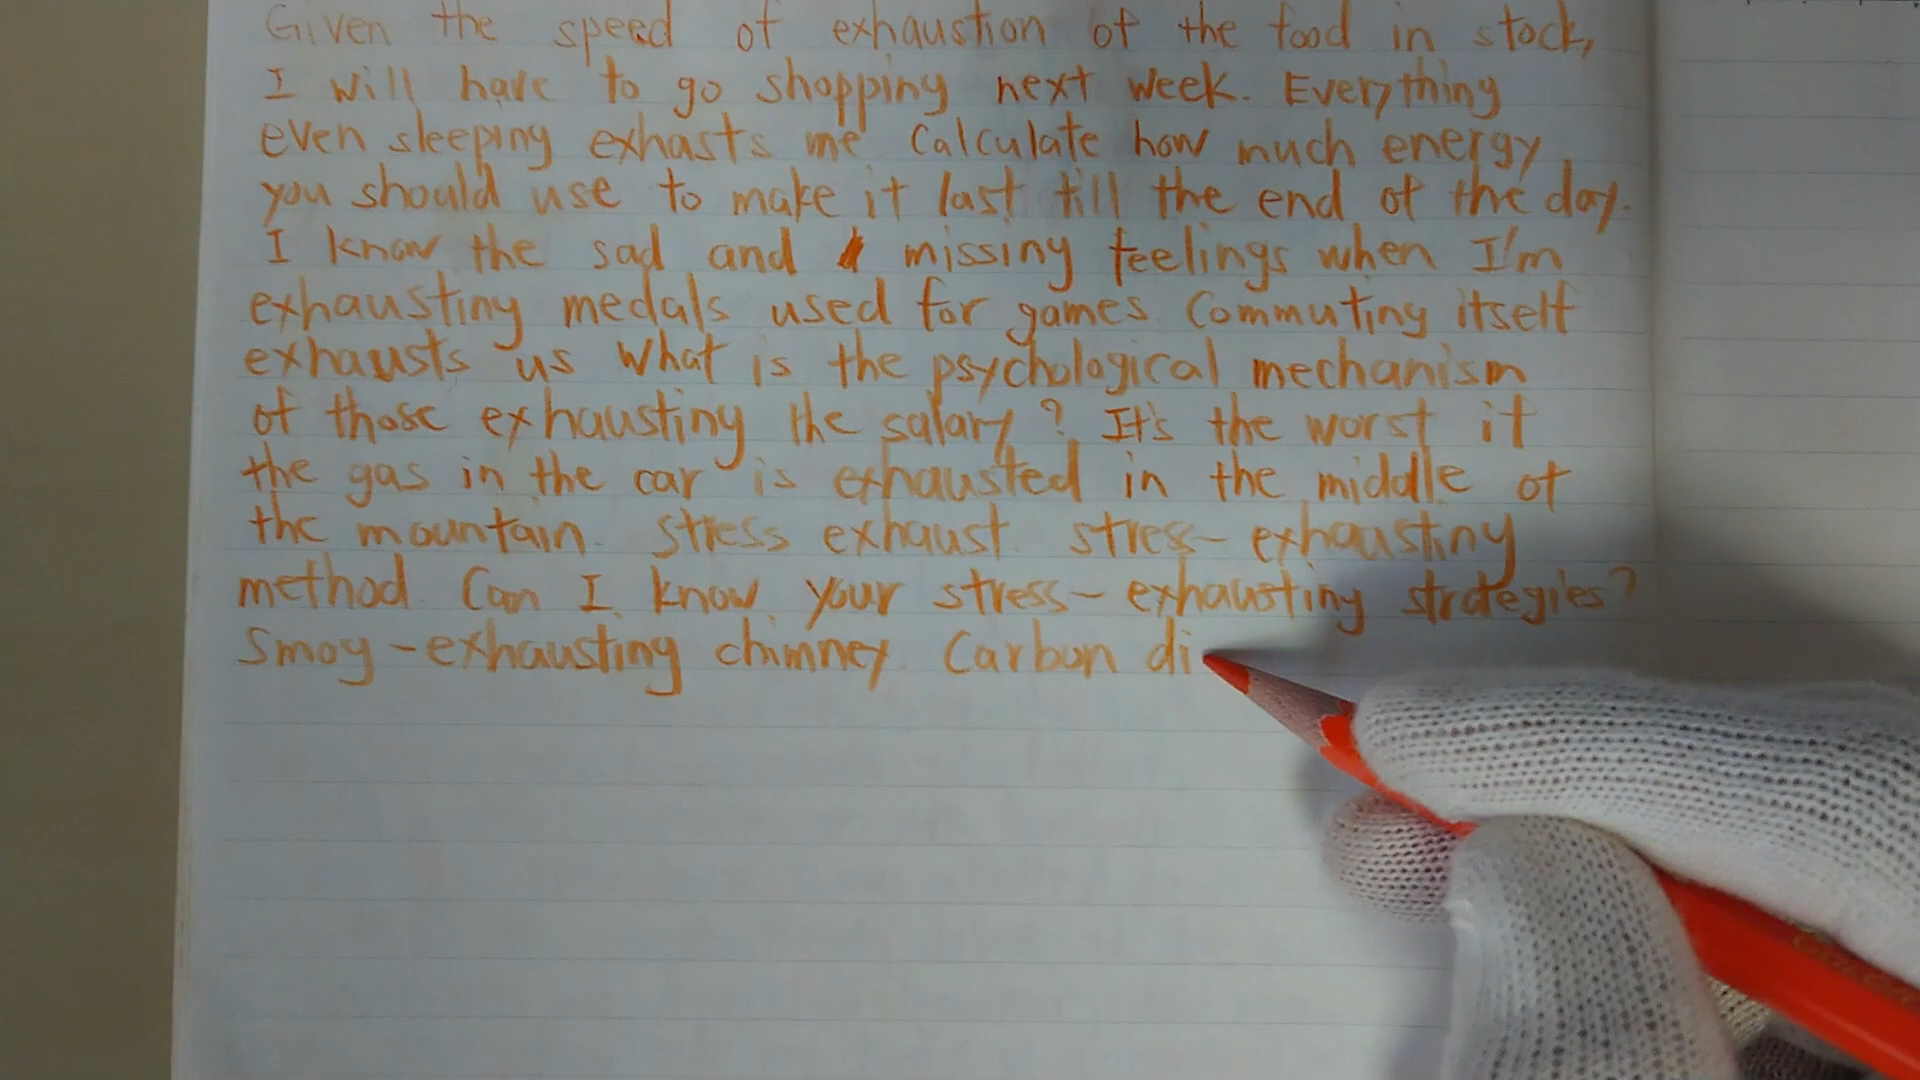 Given the speed of exhaustion of the food in stock,
I will have to go shopping next week. Everything
even sleeping exhasts me Calculate how much energy
you should use to make it last till the end of the day.
I know the sad and missing feelings when I'm
exhausting medals used for games. Commuting itself
exhausts us What is the psychological mechanism
of those exhausting the salary? It's the worst if
the gas in the car is exhausted in the middle of
the mountain. Stress exhaust. stress-exhausting
method. Can I know your stress-exhausting strategies?
Smog-exhausting chimney. Carbon di